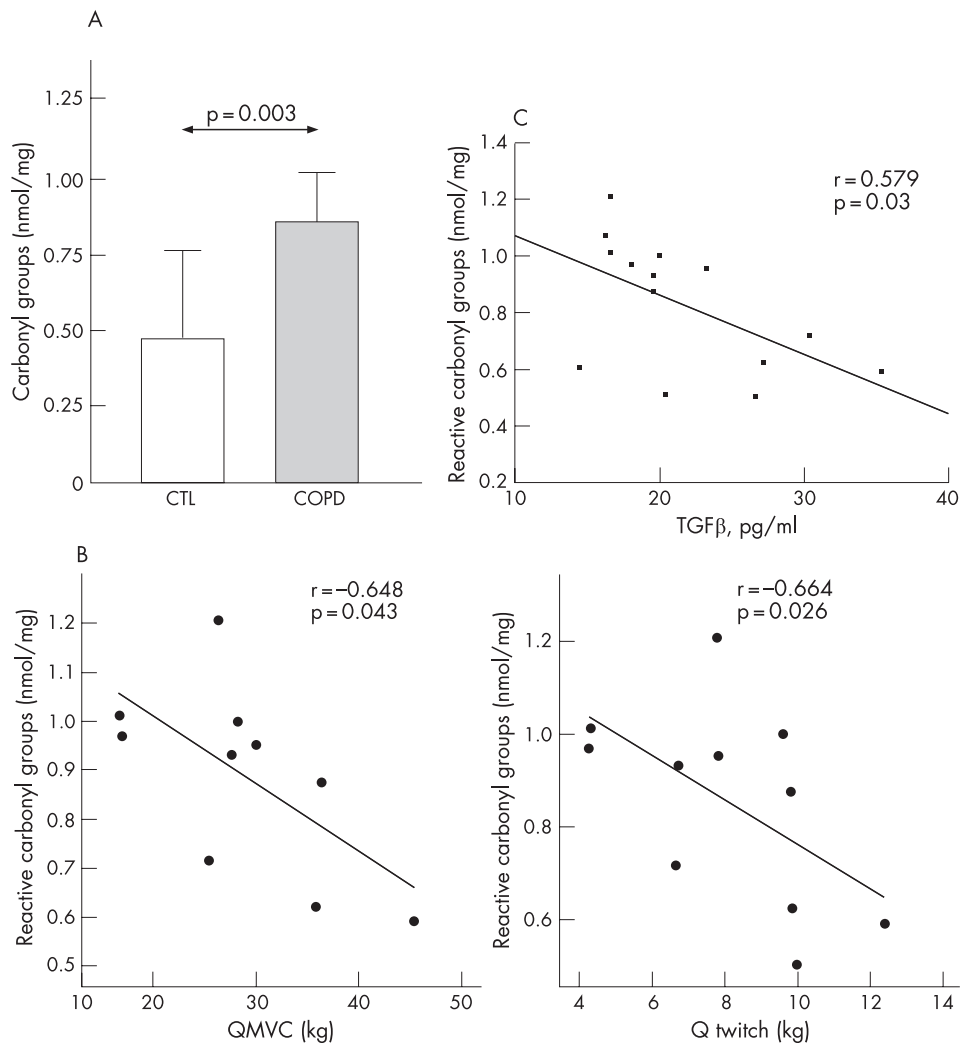 A
Carbonyl groups (nmol/mg)
1.25
1.00
0.75
0.50
0.25
0
p=0.003
CTL
COPD
C
Reactive carbonyl groups (nmol/mg)
1.4
1.2
1.0
0.8
0.6
0.4
0.2
r=0.579
p=0.03
10
20
30
40
TGFβ, pg/ml
B
Reactive carbonyl groups (nmol/mg)
1.2
1.1
1.0
0.9
0.8
0.7
0.6
0.5
r=−0.648
p=0.043
10
20
30
40
50
QMVC (kg)
Reactive carbonyl groups (nmol/mg)
1.2
1.0
0.8
0.6
r=−0.664
p=0.026
4
6
8
10
12
14
Q twitch (kg)